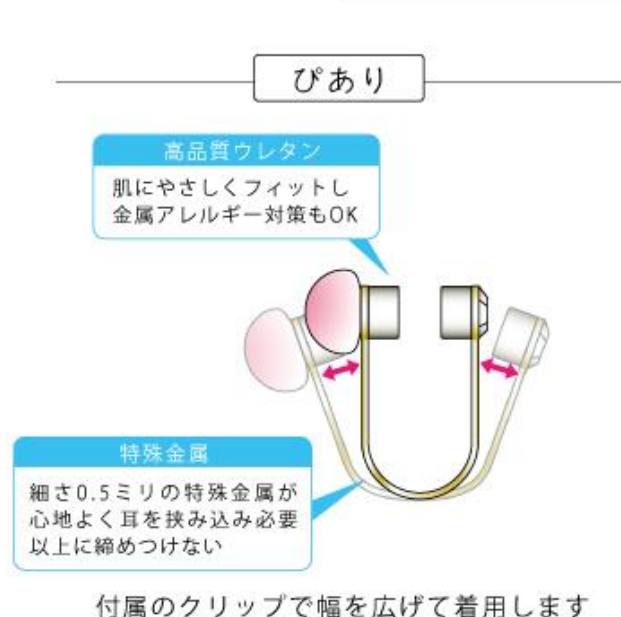 ぴあり
高品質ウレタン
肌にやさしくフィットし
金属アレルギー対策もOK
特殊金属
細さ0.5ミリの特殊金属が
心地よく耳を挟み込み必要
以上に締めつけない
付属のクリップで幅を広げて着用します